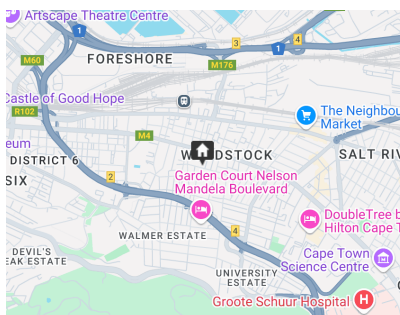 Artscape Theatre Centre
1
3
4
1
M60
FORESHORE
M176
Castle of Good Hope
R102
The Neighbou
Market
M4
eum
DISTRICT 6
WOODSTOCK
SALT RIV
SIX
Garden Court Nelson
Mandela Boulevard
2
DoubleTree b
Hilton Cape T
4
WALMER ESTATE
DEVIL'S
EAK ESTATE
Cape Town
Science Centre
UNIVERSITY
ESTATE
Groote Schuur Hospital
H